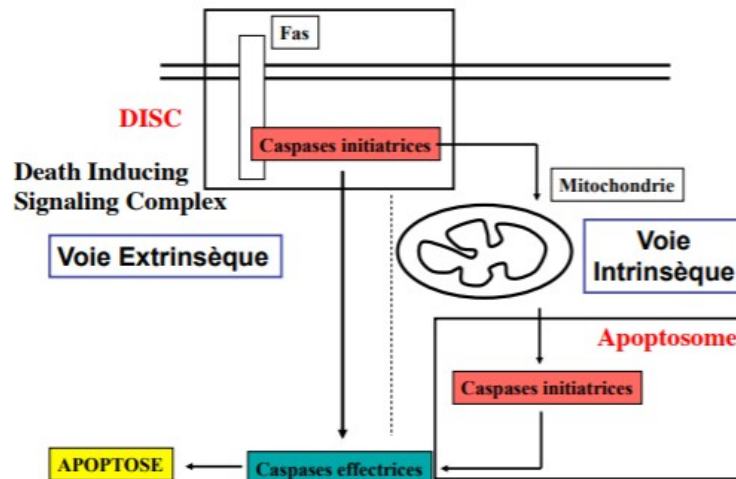 Fas
DISC
Caspases initiatrices
Death Inducing
Signaling Complex
Mitochondrie
Voie Extrinsèque
Voie
Intrinsèque
Apoptosome
Caspases initiatrices
APOPTOSE
Caspases effectrices